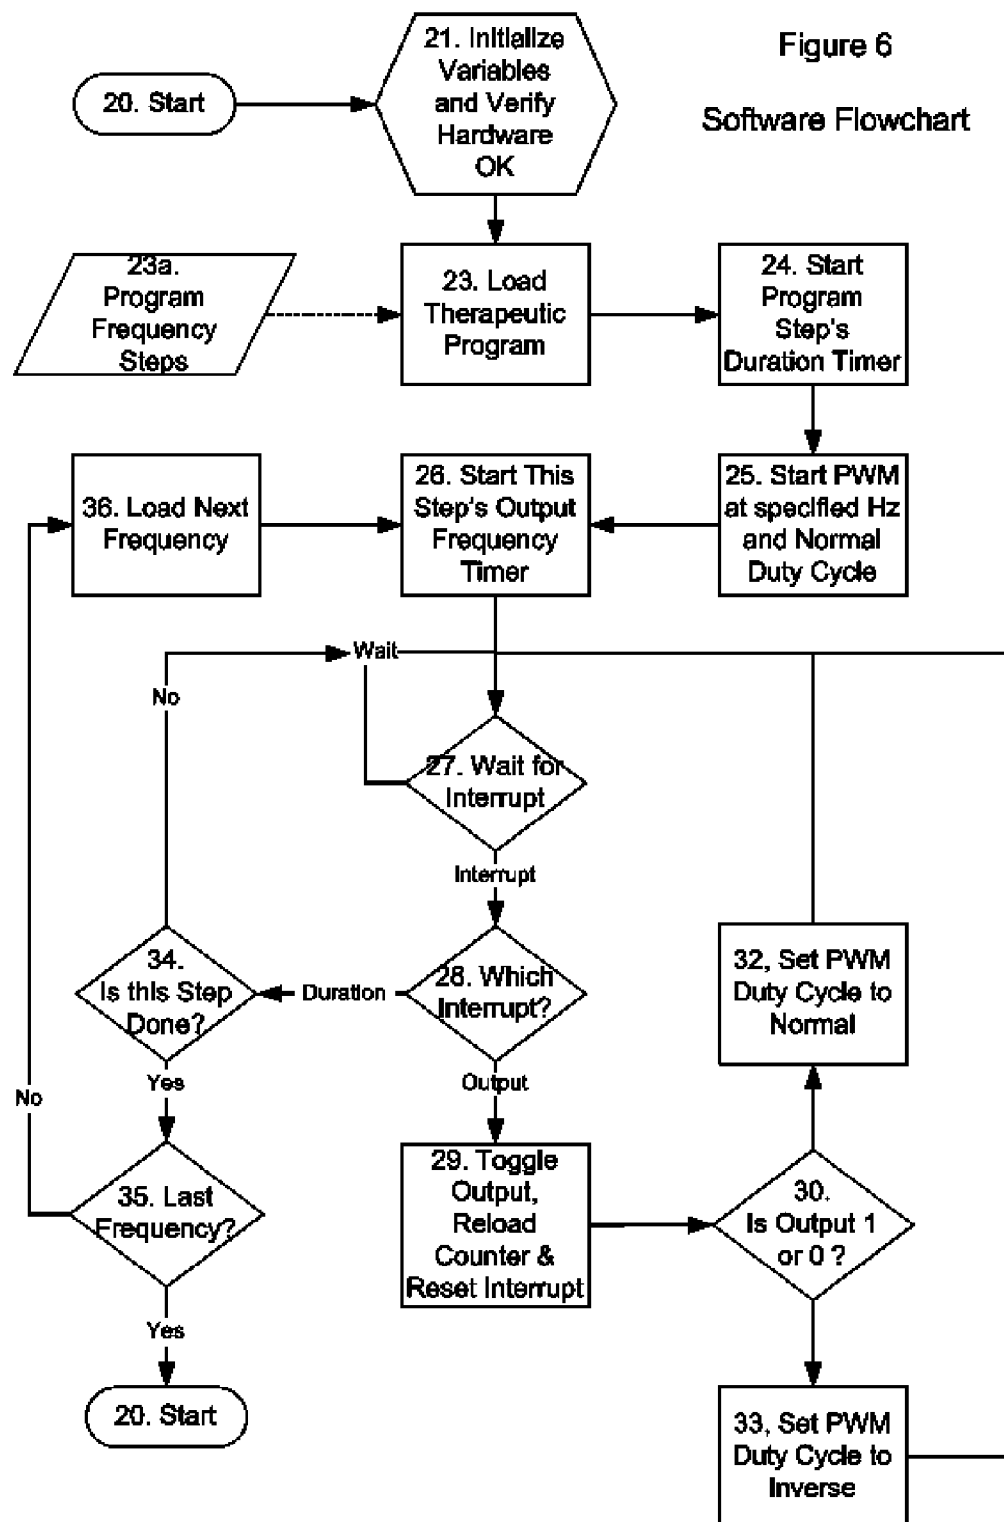 Figure 6
Software Flowchart
20. Start
21. Initialize
Variables
and Verify
Hardware
OK
23a.
Program
Frequency
Steps
23. Load
Therapeutic
Program
24. Start
Program
Step's
Duration Timer
36. Load Next
Frequency
26. Start This
Step's Output
Frequency
Timer
25. Start PWM
at specified Hz
and Normal
Duty Cycle
Wait
No
27. Wait for
Interrupt
Interrupt
34.
Is this Step
Done?
Duration
28. Which
Interrupt?
32, Set PWM
Duty Cycle to
Normal
Yes
Output
No
35. Last
Frequency?
29. Toggle
Output,
Reload
Counter &
Reset Interrupt
30.
Is Output 1
or 0 ?
Yes
20. Start
33, Set PWM
Duty Cycle to
Inverse